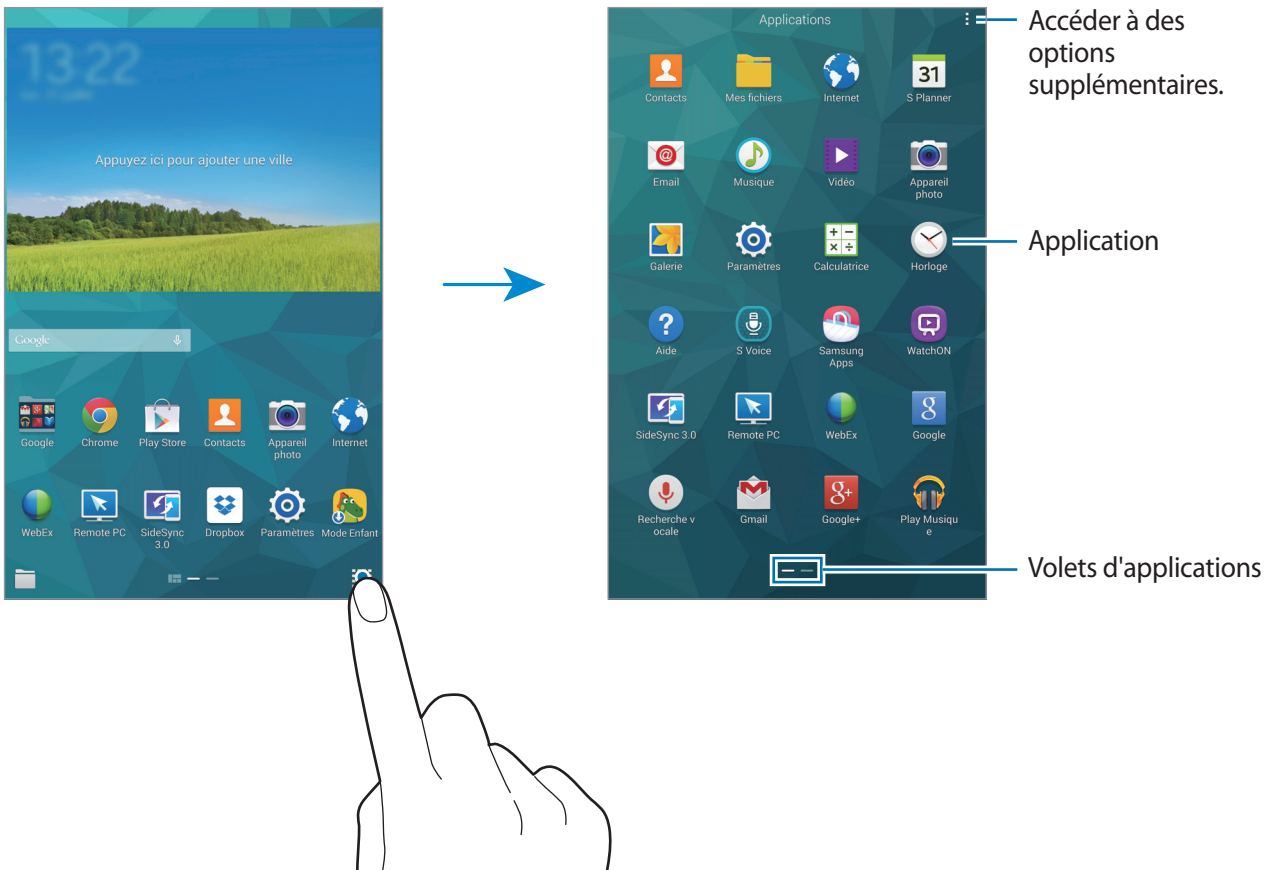 13:22
Appuyez ici pour ajouter une ville
Google
Google
Chrome
Play Store
Contacts
Appareil
photo
Internet
WebEx
Remote PC
SideSync
3.0
Dropbox
Paramètres
Mode Enfant
Applications
Contacts
Mes fichiers
Internet
31
S Planner
Email
Musique
Vidéo
Appareil
photo
Galerie
Paramètres
Calculatrice
Horloge
?
Aide
S Voice
Samsung
Apps
WatchON
SideSync 3.0
Remote PC
WebEx
8
Google
Recherche v
ocale
Gmail
8+
Google+
Play Musiqu
e
Accéder à des
options
supplémentaires.
Application
Volets d'applications